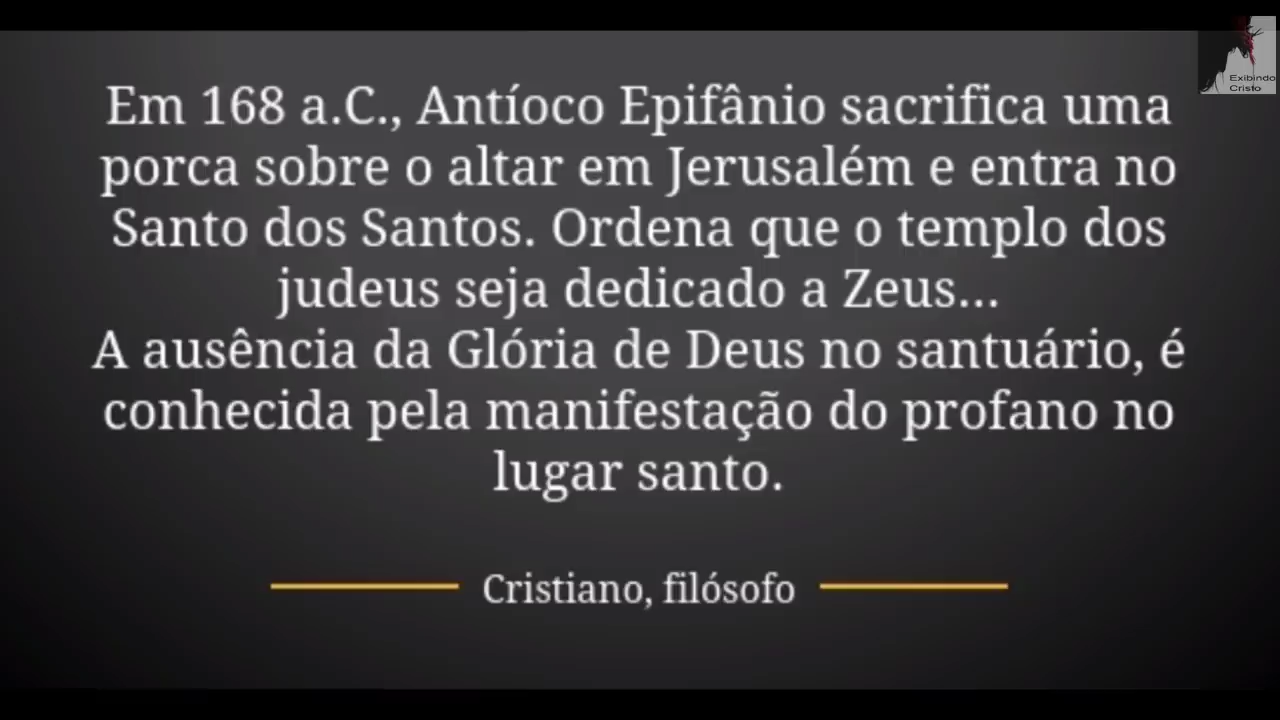 Exibindo
Cristo
Em 168 a.C., Antíoco Epifânio sacrifica uma
porca sobre o altar em Jerusalém e entra no
Santo dos Santos. Ordena que o templo dos
judeus seja dedicado a Zeus...
A ausência da Glória de Deus no santuário, é
conhecida pela manifestação do profano no
lugar santo.
Cristiano, filósofo